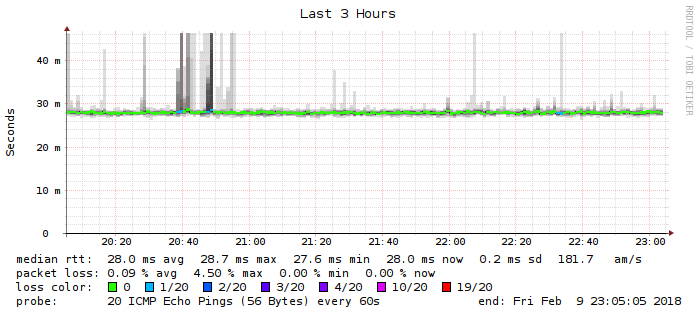 Last 3 Hours
RRDTOOL / TOBI OETIKER
Seconds
40 m
30 m
20 m
10 m
0
20:20 20:40 21:00 21:20 21:40 22:00 22:20 22:40 23:00
median rtt: 28.0 ms avg 28.7 ms max 27.6 ms min 28.0 ms now 0.2 ms sd 181.7 am/s
packet loss: 0.09 % avg 4.50 % max 0.00 % min 0.00 % now
loss color: 0 1/20 2/20 3/20 4/20 10/20 19/20
probe: 20 ICMP Echo Pings (56 Bytes) every 60s end: Fri Feb 9 23:05:05 2018